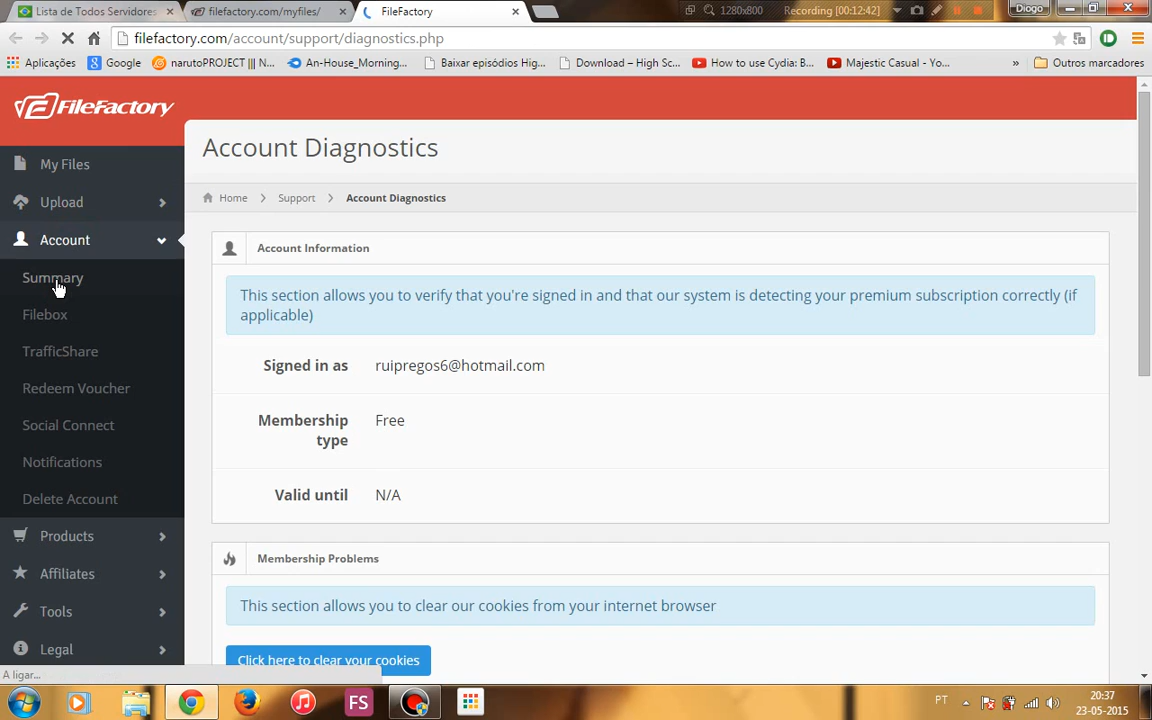 Lista de Todos Servidores
filefactory.com/myfiles/
FileFactory
1280x800
Recording [00:12:42]
Diogo
filefactory.com/account/support/diagnostics.php
Aplicações
Google
narutoPROJECT ||| N...
An-House_Morning...
Baixar episódios Hig...
Download – High Sc...
How to use Cydia: B...
Majestic Casual - Yo...
»
Outros marcadores
FileFactory
Account Diagnostics
My Files
Home
Support
Account Diagnostics
Upload
Account
Account Information
Summary
This section allows you to verify that you're signed in and that our system is detecting your premium subscription correctly (if
applicable)
Filebox
TrafficShare
Signed in as
ruipregos6@hotmail.com
Redeem Voucher
Membership
type
Free
Social Connect
Notifications
Valid until
N/A
Delete Account
Products
Membership Problems
Affiliates
This section allows you to clear our cookies from your internet browser
Tools
Legal
Click here to clear your cookies
A ligar...
FS
PT
20:37
23-05-2015